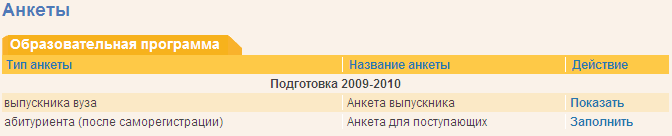 Анкеты
Образовательная программа
Тип анкеты Название анкеты Действие
Подготовка 2009-2010
выпускника вуза Анкета выпускника Показать
абитуриента (после саморегистрации) Анкета для поступающих Заполнить